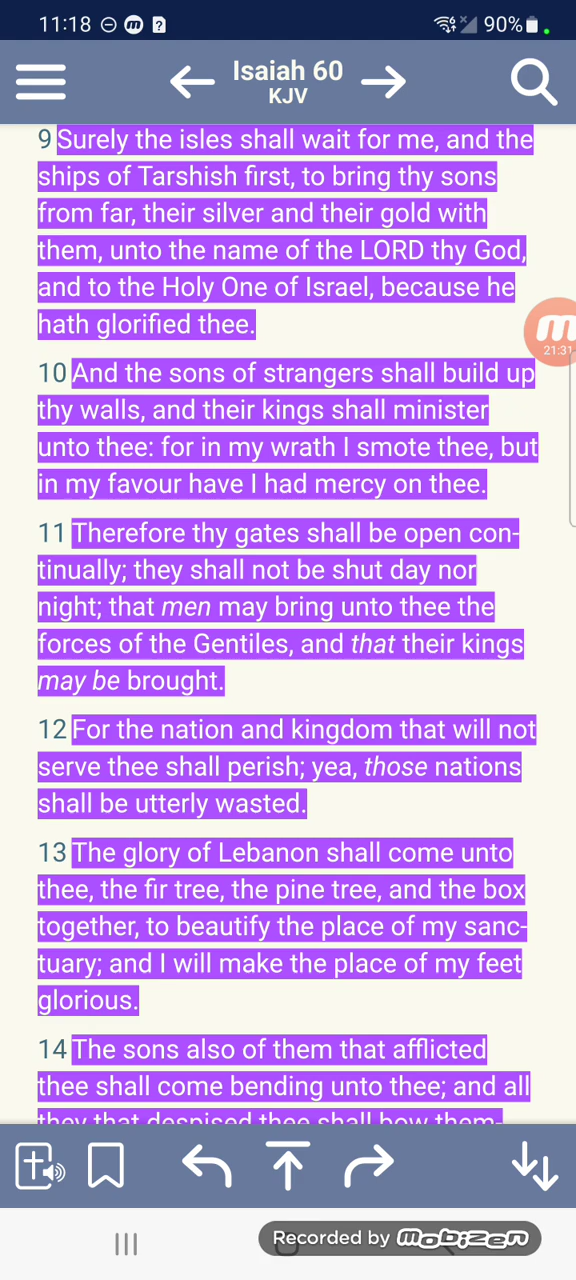 11:18 90%
Isaiah 60
KJV
9 Surely the isles shall wait for me, and the
ships of Tarshish first, to bring thy sons
from far, their silver and their gold with
them, unto the name of the LORD thy God,
and to the Holy One of Israel, because he
hath glorified thee.
21:31
10 And the sons of strangers shall build up
thy walls, and their kings shall minister
unto thee: for in my wrath I smote thee, but
in my favour have I had mercy on thee.
11 Therefore thy gates shall be open con-
tinually; they shall not be shut day nor
night; that men may bring unto thee the
forces of the Gentiles, and that their kings
may be brought.
12 For the nation and kingdom that will not
serve thee shall perish; yea, those nations
shall be utterly wasted.
13 The glory of Lebanon shall come unto
thee, the fir tree, the pine tree, and the box
together, to beautify the place of my sanc-
tuary; and I will make the place of my feet
glorious.
14 The sons also of them that afflicted
thee shall come bending unto thee; and all
they that despised thee shall bow them-
Recorded by Mobizen